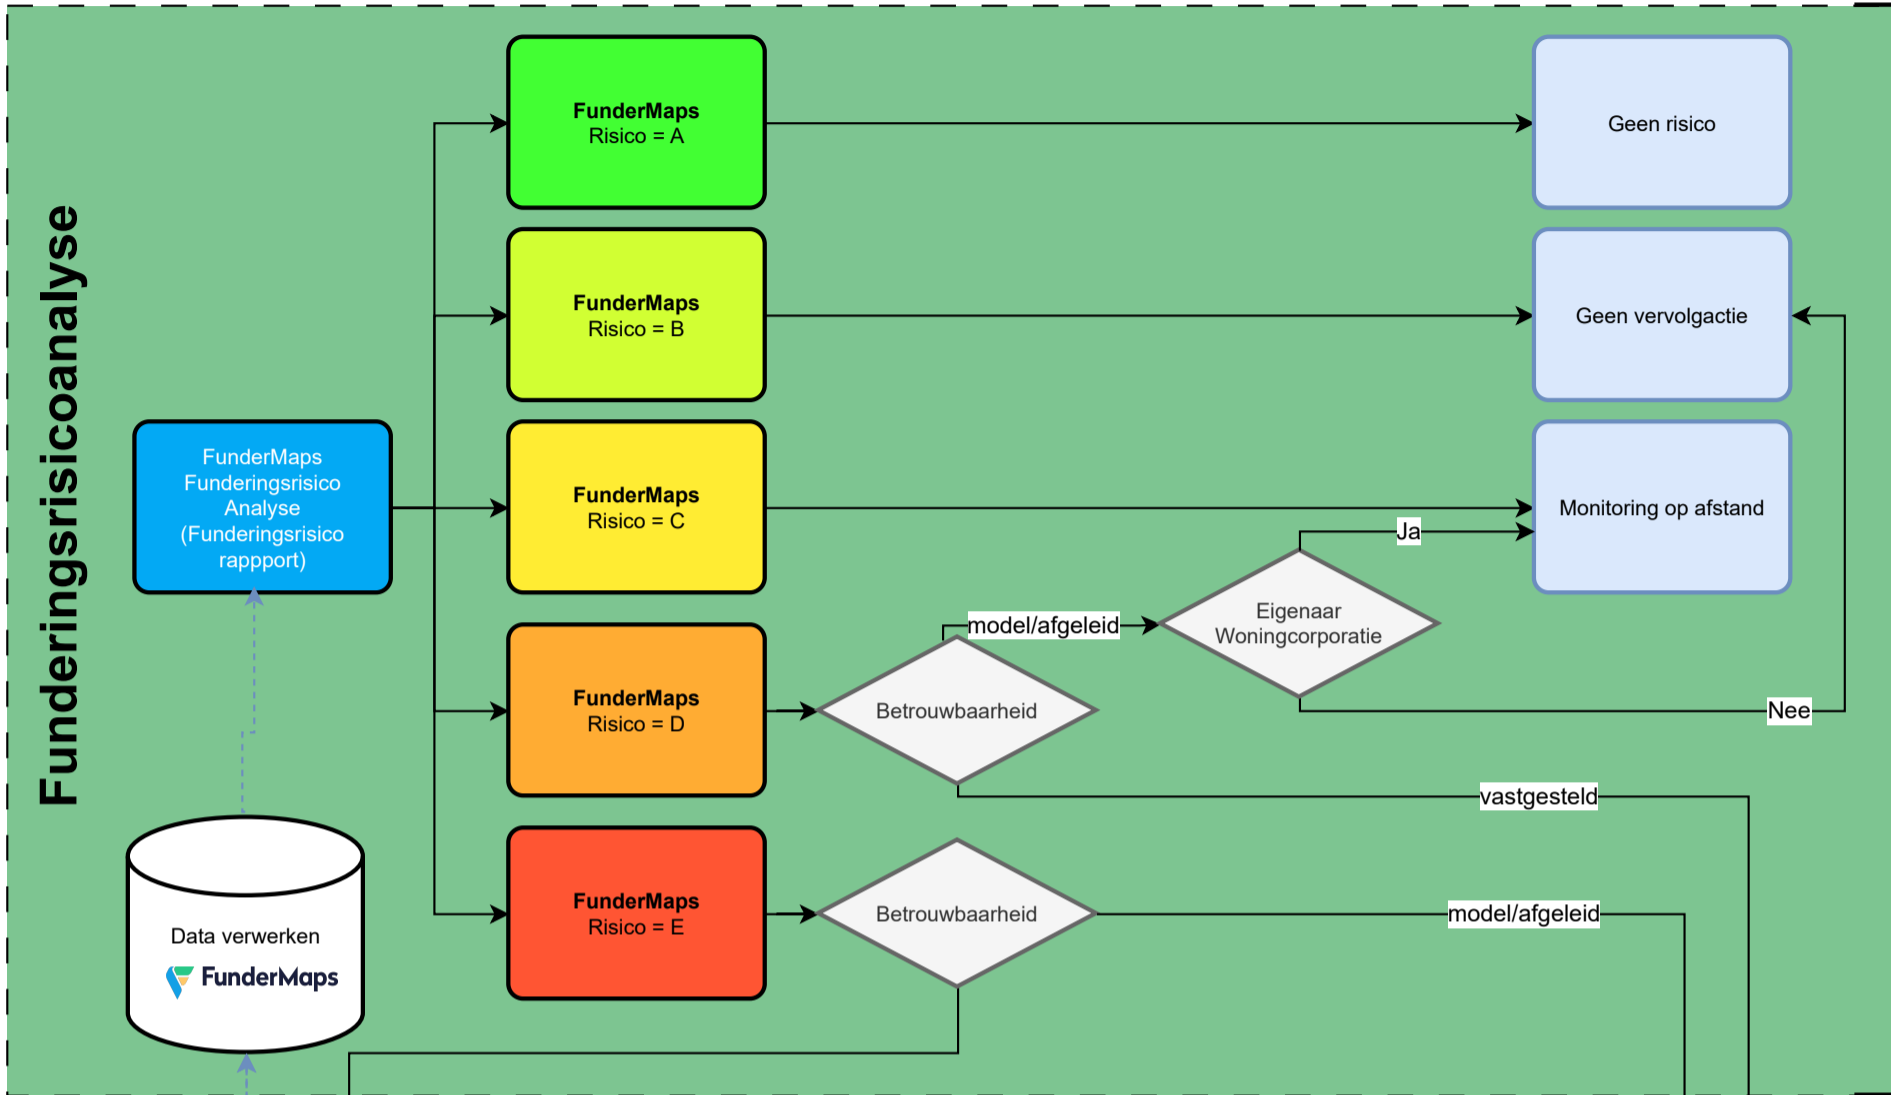 Funderingsrisicoanalyse
FunderMaps
Risico = A
Geen risico
FunderMaps
Risico = B
Geen vervolgactie
FunderMaps
Funderingsrisico
Analyse
(Funderingsrisico
rappport)
FunderMaps
Risico = C
Monitoring op afstand
Ja
Eigenaar
Woningcorporatie
model/afgeleid
FunderMaps
Risico = D
Betrouwbaarheid
Nee
vastgesteld
FunderMaps
Risico = E
Betrouwbaarheid
model/afgeleid
Data verwerken
FunderMaps